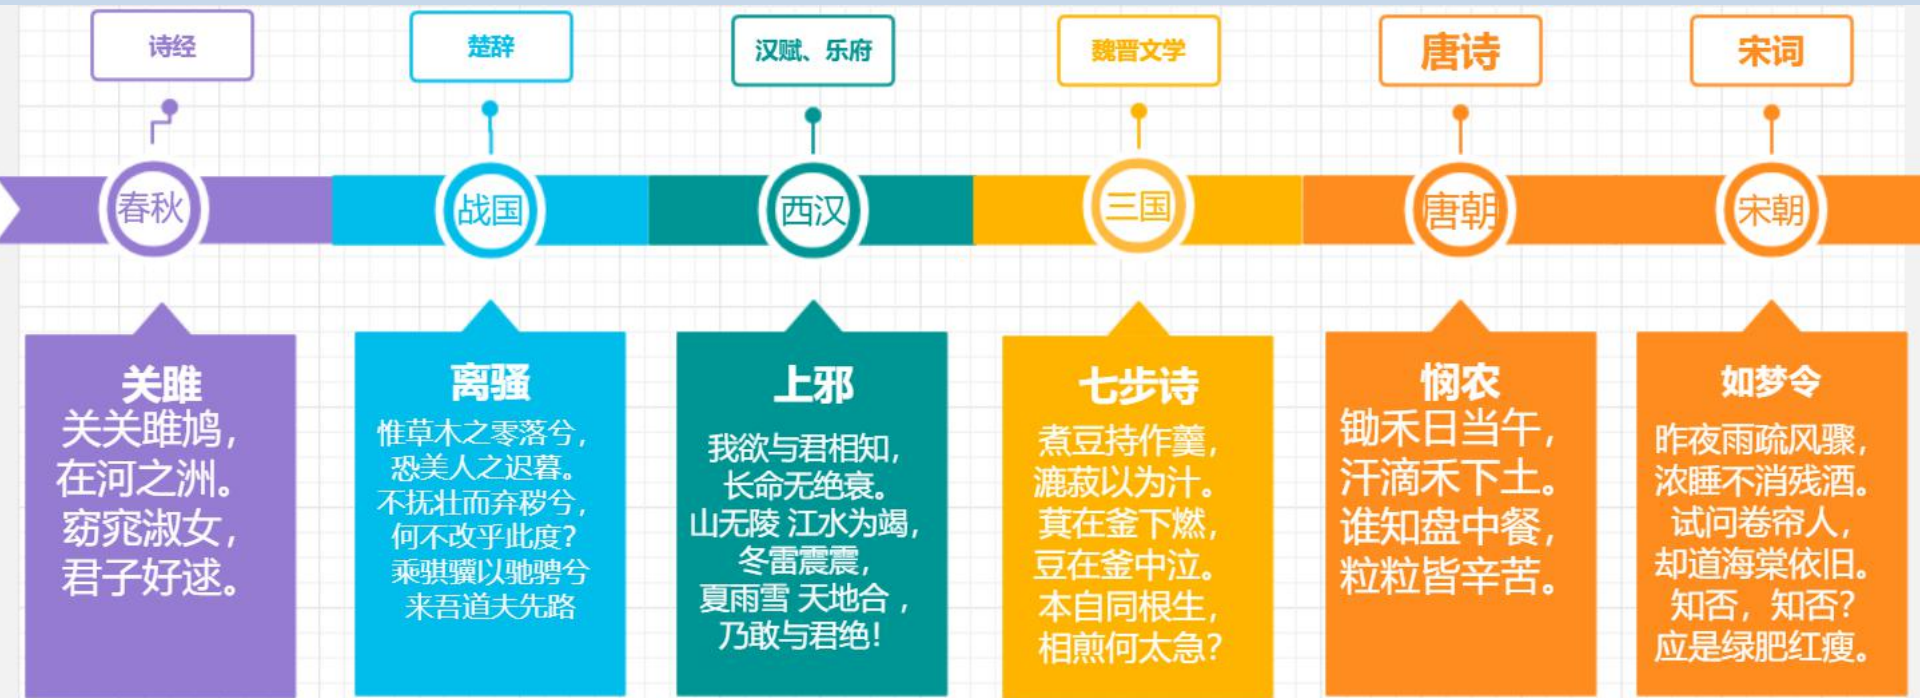 诗经
楚辞
汉赋、乐府
魏晋文学
唐诗
宋词
春秋
战国
西汉
三国
唐朝
宋朝
关雎
关关雎鸠，
在河之洲。
窈窕淑女，
君子好逑。
离骚
惟草木之零落兮，
恐美人之迟暮。
不抚壮而弃秽兮，
何不改乎此度？
乘骐骥以驰骋兮
来吾道夫先路
上邪
我欲与君相知，
长命无绝衰。
山无陵 江水为竭，
冬雷震震，
夏雨雪 天地合，
乃敢与君绝！
七步诗
煮豆持作羹，
漉菽以为汁。
萁在釜下燃，
豆在釜中泣。
本自同根生，
相煎何太急？
悯农
锄禾日当午，
汗滴禾下土。
谁知盘中餐，
粒粒皆辛苦。
如梦令
昨夜雨疏风骤，
浓睡不消残酒。
试问卷帘人，
却道海棠依旧。
知否，知否？
应是绿肥红瘦。